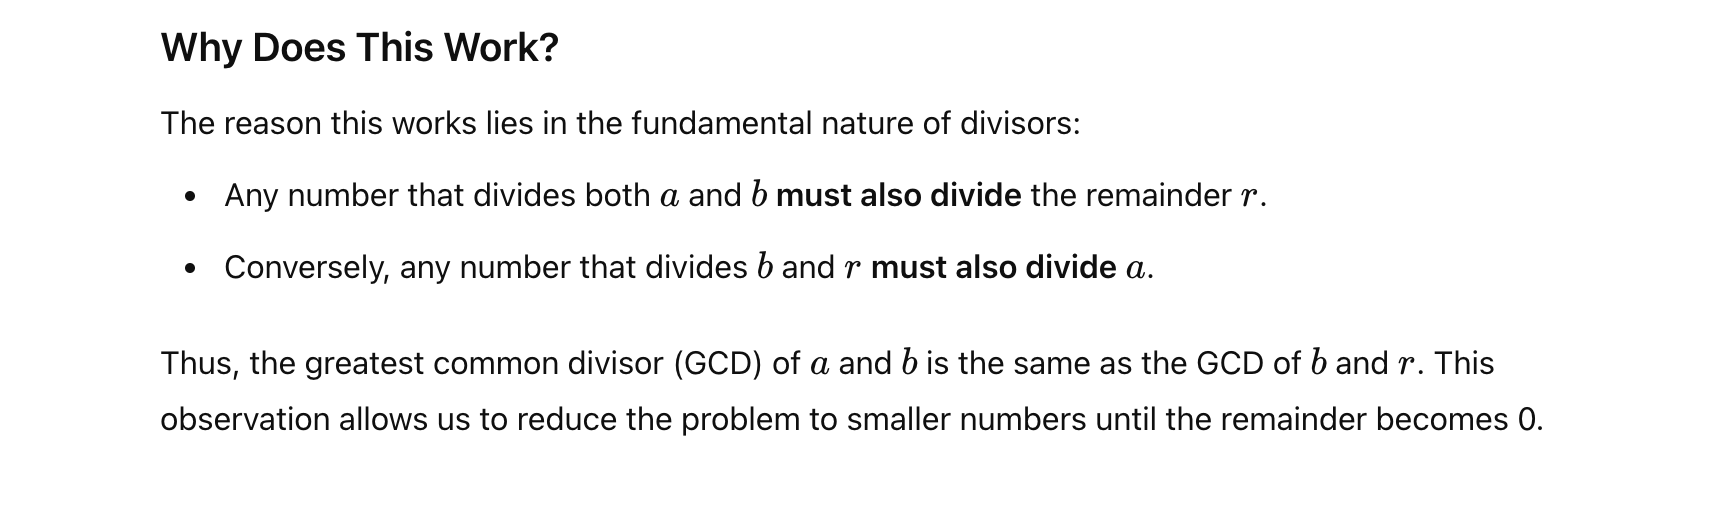 Why Does This Work?
The reason this works lies in the fundamental nature of divisors:
• Any number that divides both a and b must also divide the remainder r.
• Conversely, any number that divides b and r must also divide a.
Thus, the greatest common divisor (GCD) of a and b is the same as the GCD of b and r. This
observation allows us to reduce the problem to smaller numbers until the remainder becomes 0.